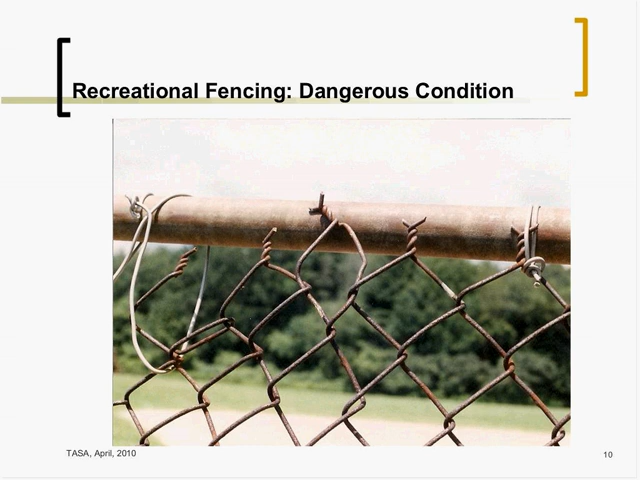 Recreational Fencing: Dangerous Condition
TASA, April, 2010
10